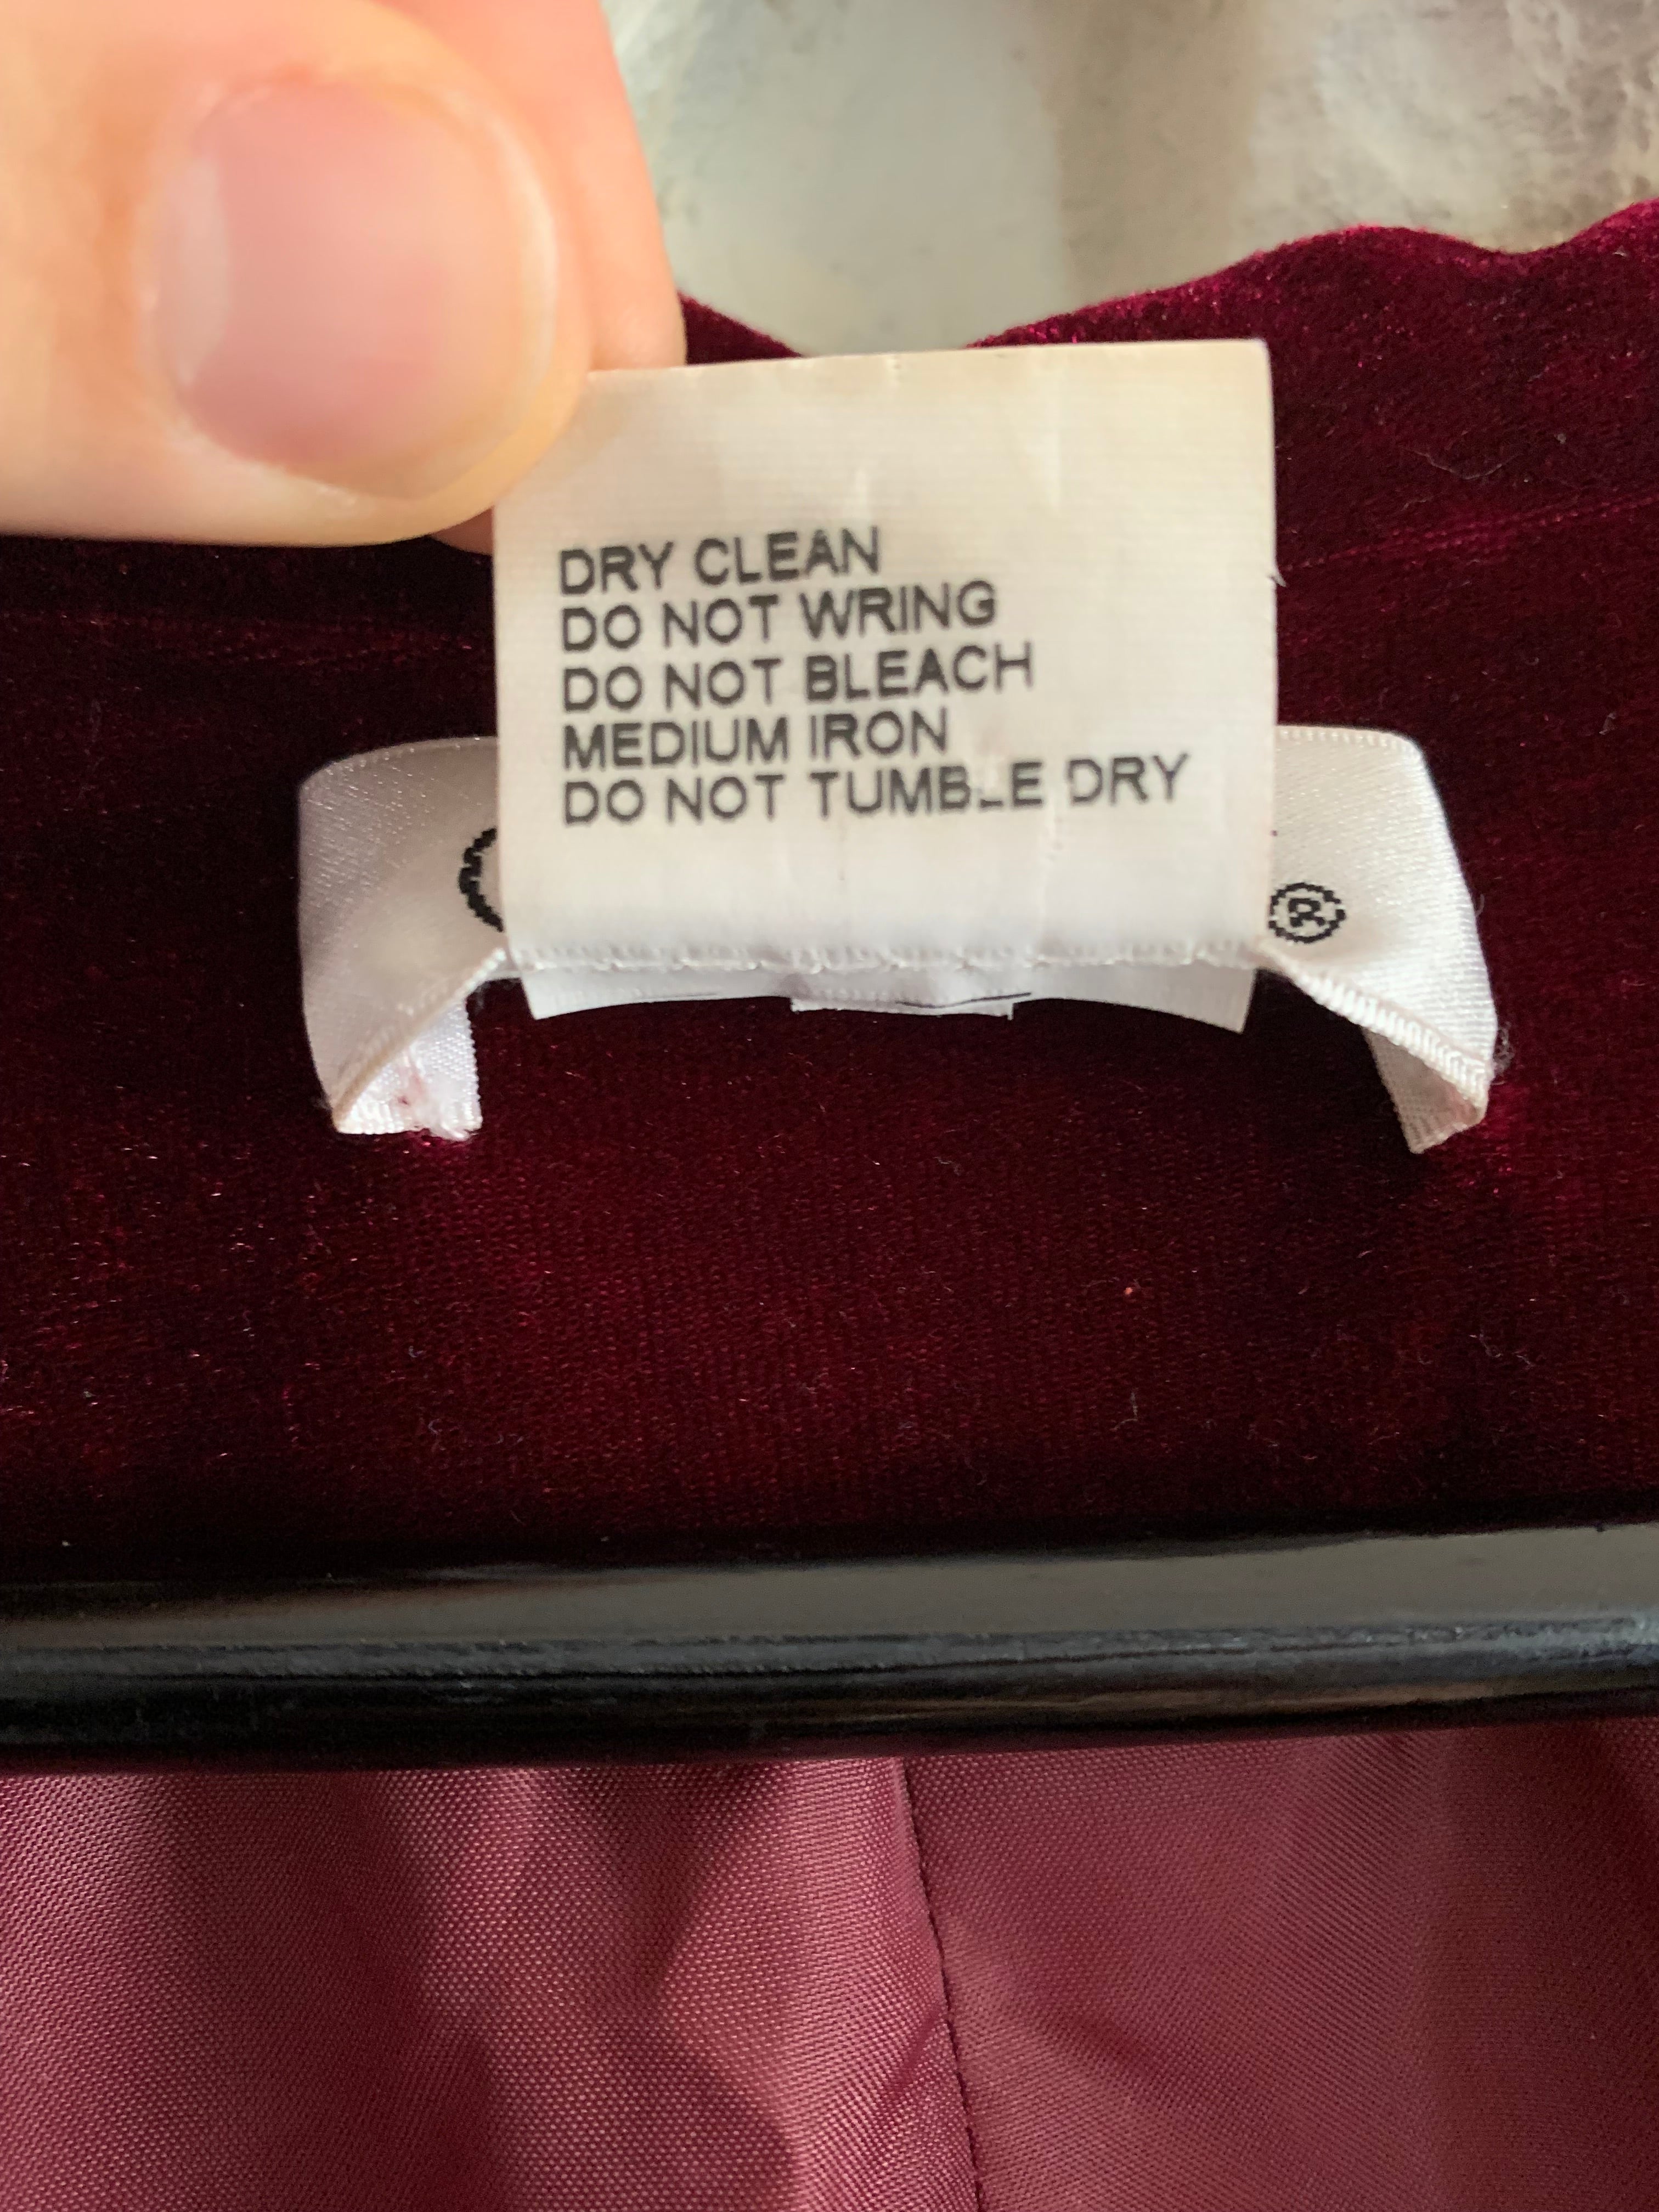 DRY CLEAN
DO NOT WRING
DO NOT BLEACH
MEDIUM IRON
DO NOT TUMBLE DRY
®